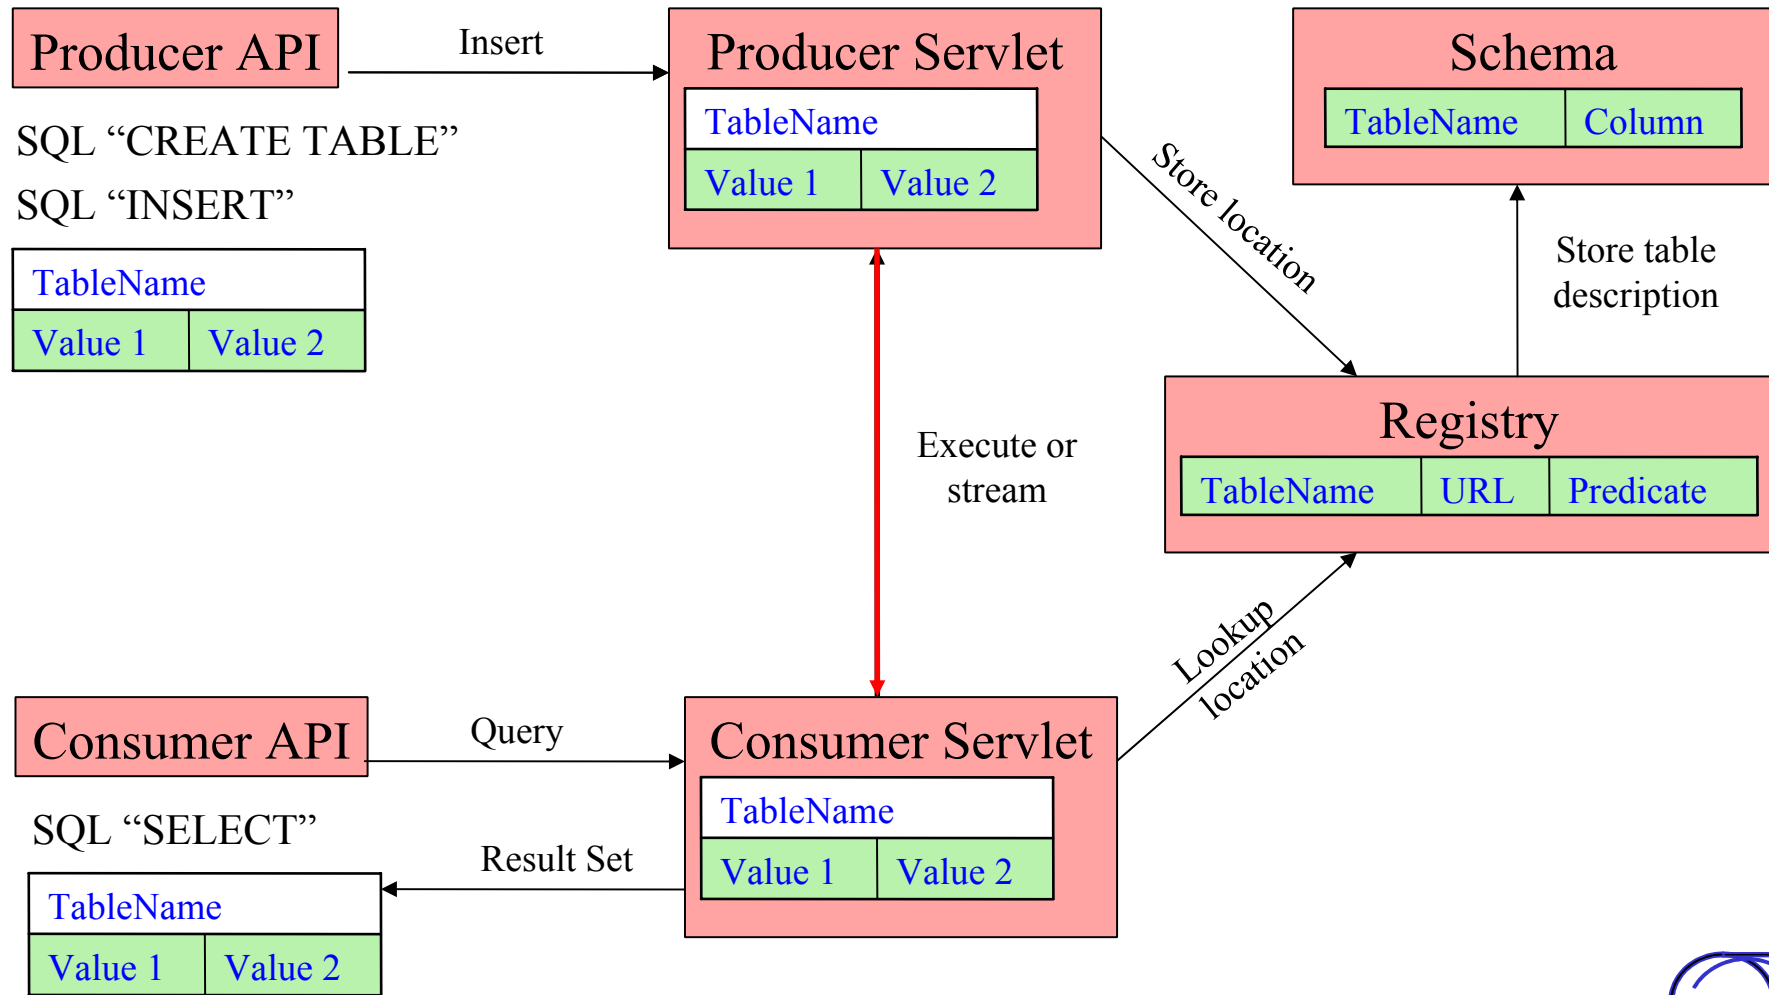 Producer API
Insert
Producer Servlet
TableName
Value 1 Value 2
Schema
TableName Column
SQL “CREATE TABLE”
SQL “INSERT”
TableName
Value 1 Value 2
Store location
Store table
description
Registry
TableName URL Predicate
Execute or
stream
Lookup
location
Consumer API
Query
Consumer Servlet
TableName
Value 1 Value 2
SQL “SELECT”
Result Set
TableName
Value 1 Value 2